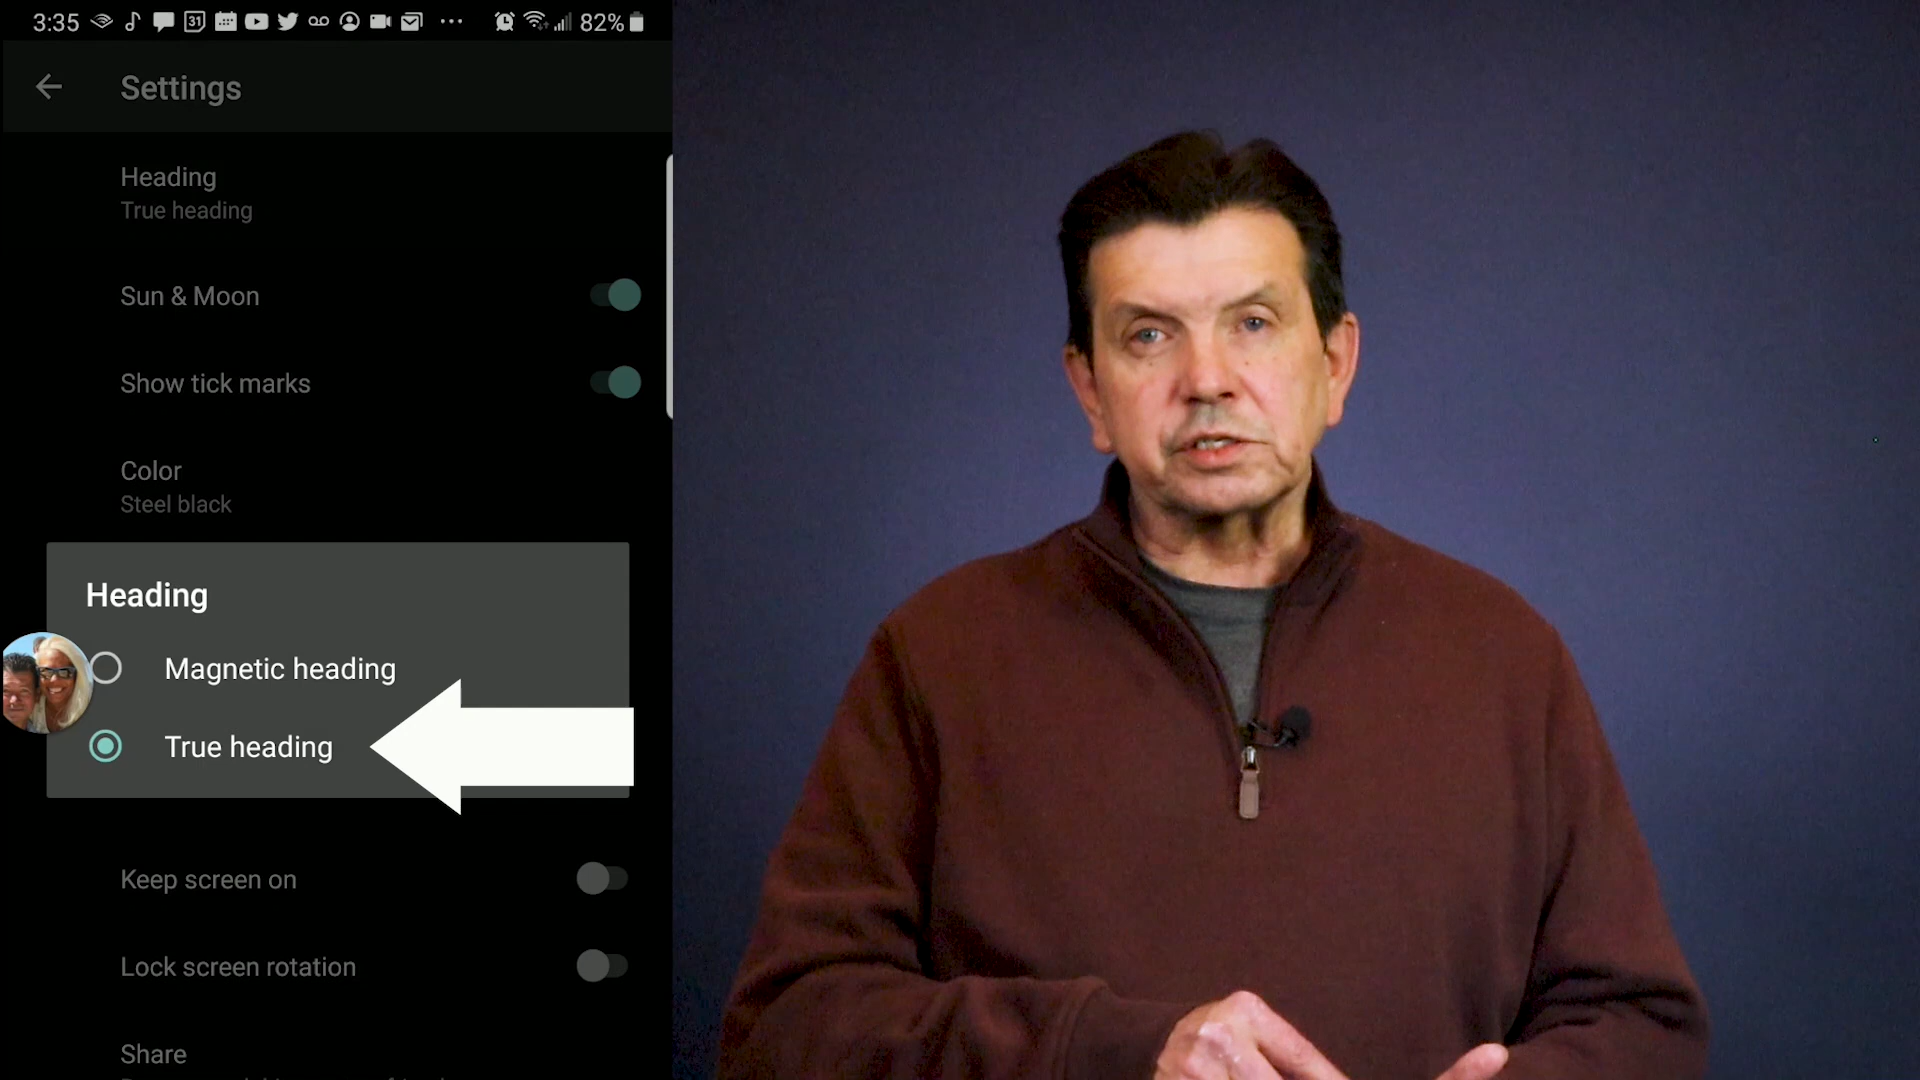 3:35
31
82%
Settings
Heading
True heading
Sun & Moon
Show tick marks
Color
Steel black
Heading
Magnetic heading
True heading
Keep screen on
Lock screen rotation
Share